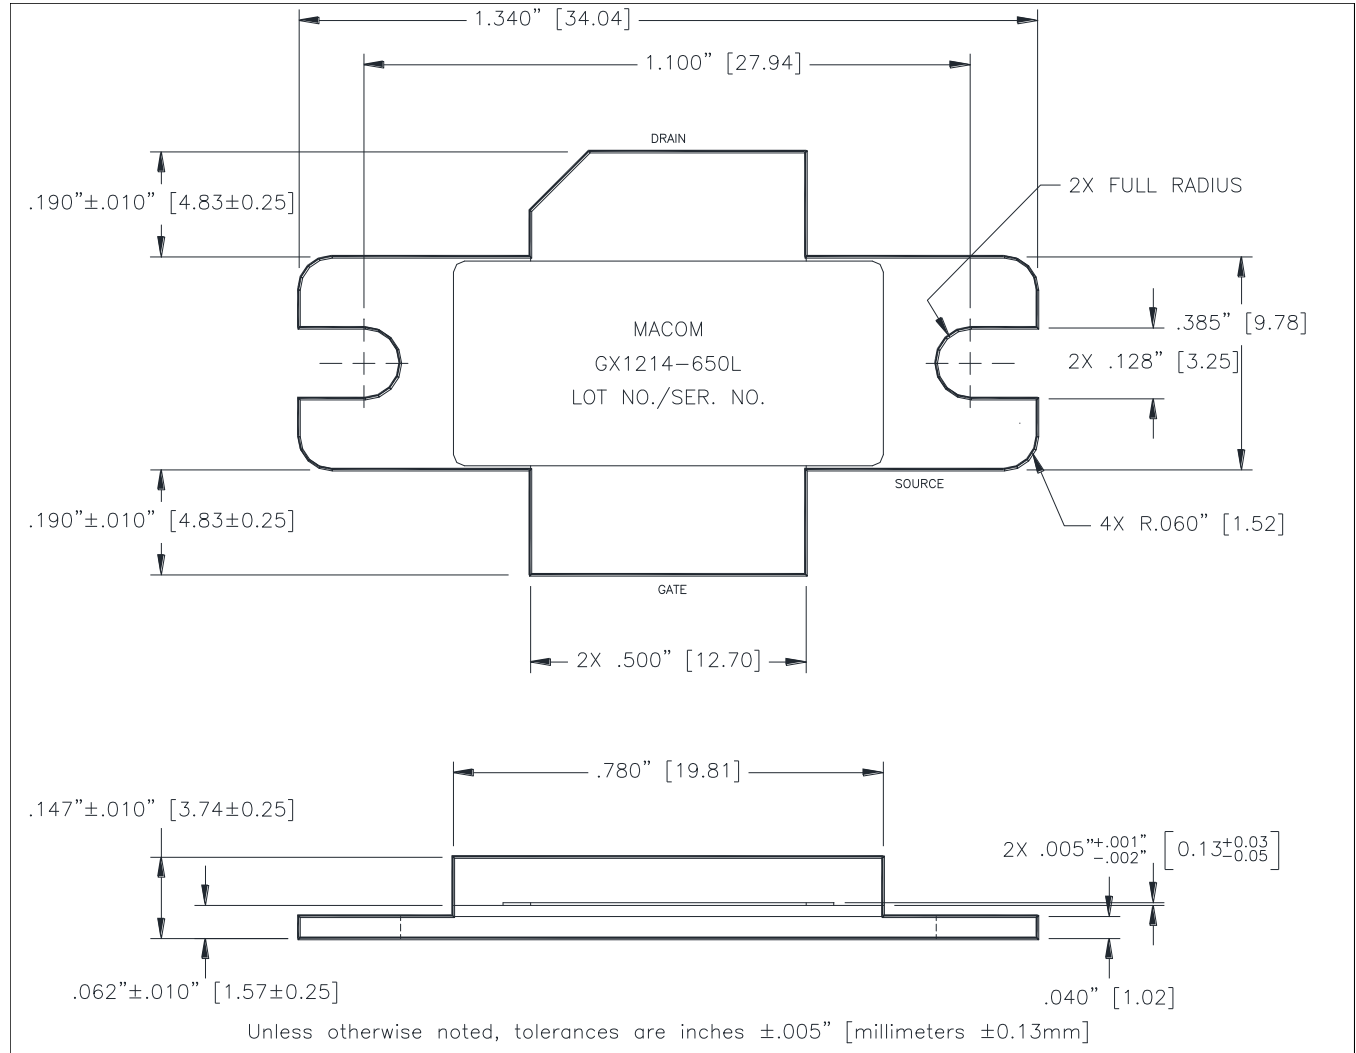 1.340” [34.04]
1.100” [27.94]
DRAIN
2X FULL RADIUS
.190”±.010” [4.83±0.25]
.385” [9.78]
MACOM
GX1214−650L
LOT NO./SER. NO.
2X .128” [3.25]
SOURCE
.190”±.010” [4.83±0.25]
4X R.060” [1.52]
GATE
2X .500” [12.70]
.780” [19.81]
.147”±.010” [3.74±0.25]
2X .005”+.001” −.002” [0.13+0.03 −0.05]
.062”±.010” [1.57±0.25]
.040” [1.02]
Unless otherwise noted, tolerances are inches ±.005” [millimeters ±0.13mm]